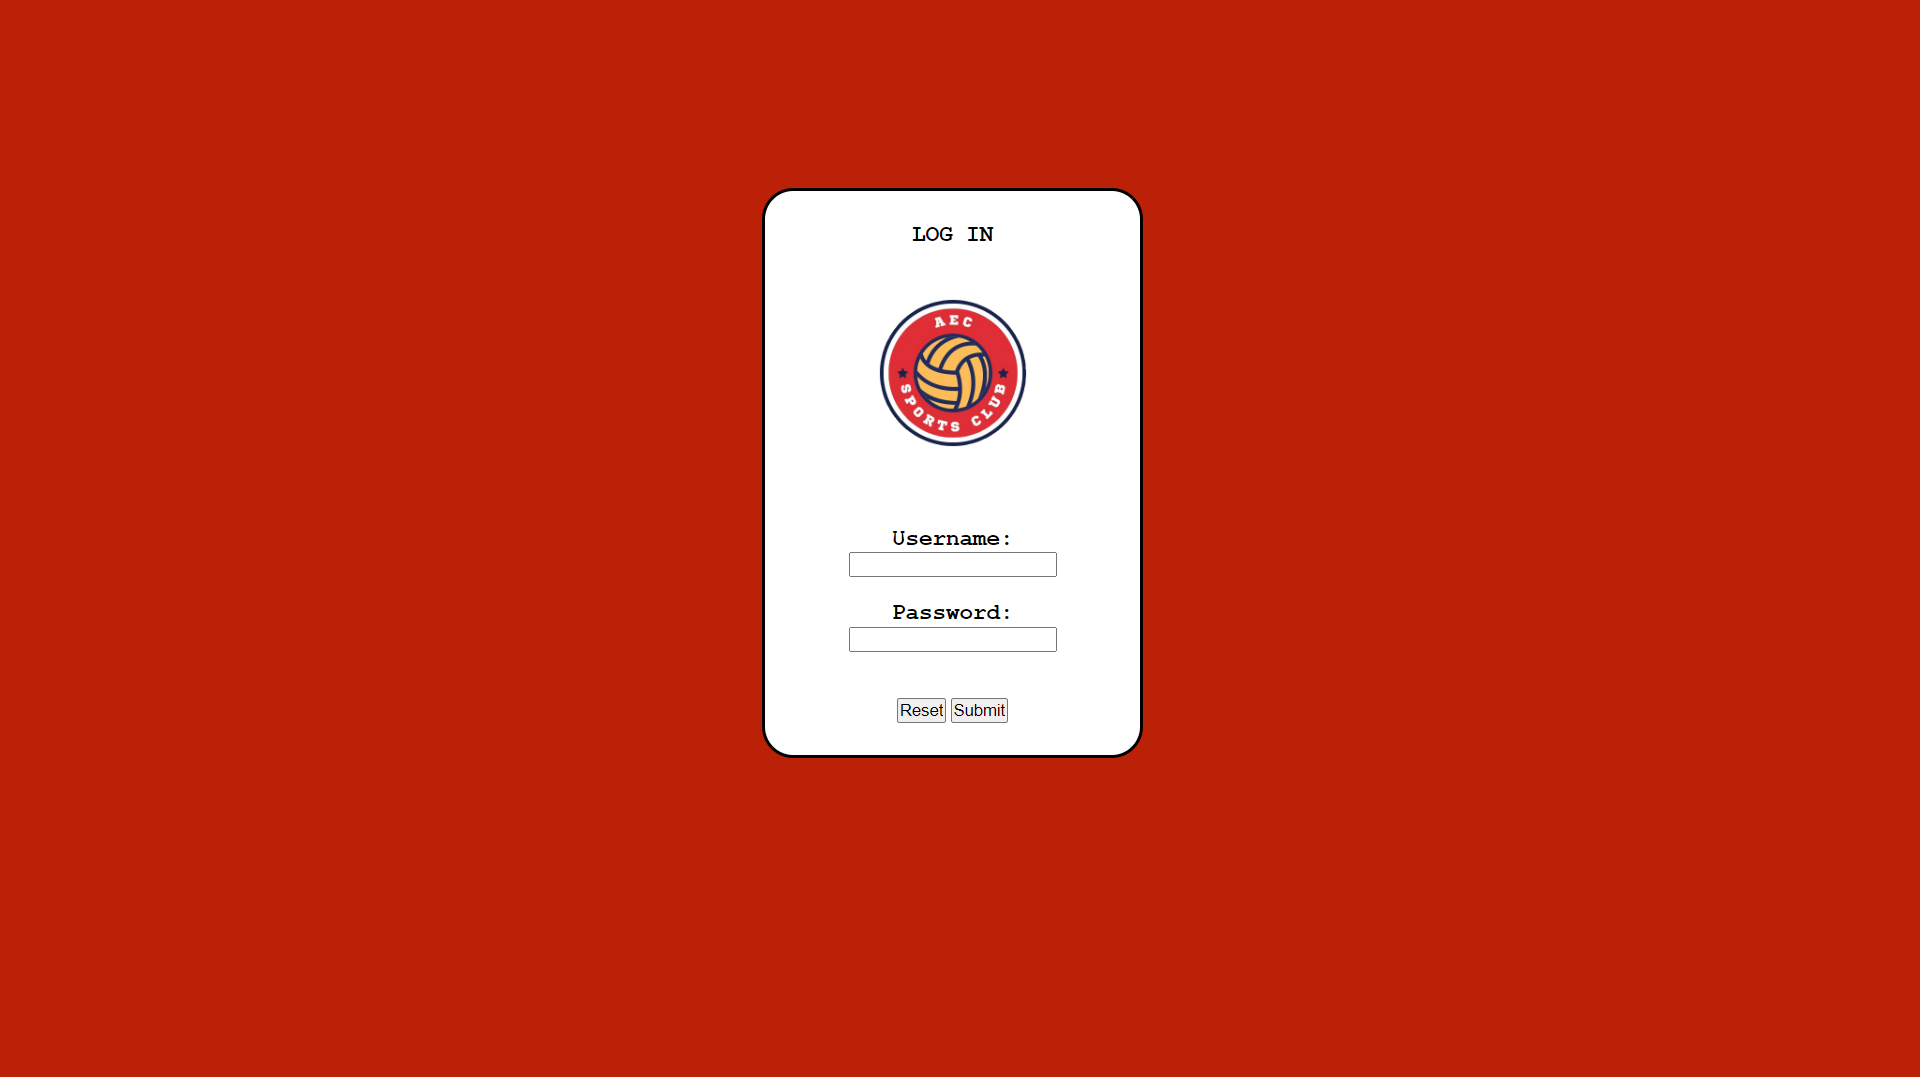 LOG IN
AEC
SPORTS CLUB
Username:
Password:
Reset Submit